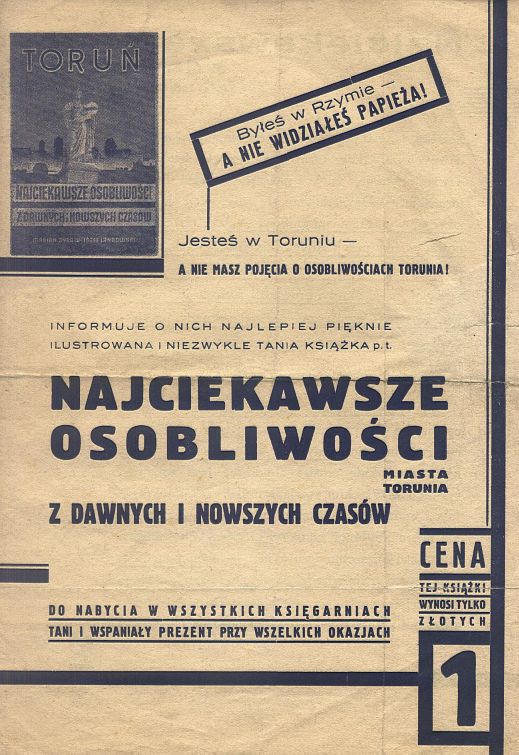 TORUŃ
NAJCIEKAWSZE OSOBLIWOŚCI
Z DAWNYCH I NOWSZYCH CZASÓW
Byłeś w Rzymie —
A NIE WIDZIAŁEŚ PAPIEŻA!
Jesteś w Toruniu —
A NIE MASZ POJĘCIA O OSOBLIWOŚCIACH TORUNIA!
INFORMUJE O NICH NAJLEPIEJ PIĘKNIE
ILUSTROWANA I NIEZWYKLE TANIA KSIĄŻKA p. t.
NAJCIEKAWSZE
OSOBLIWOŚCI
MIASTA
TORUNIA
Z DAWNYCH I NOWSZYCH CZASÓW
DO NABYCIA W WSZYSTKICH KSIĘGARNIACH
TANI I WSPANIAŁY PREZENT PRZY WSZELKICH OKAZJACH
CENA
TEJ KSIĄŻKI
WYNOSI TYLKO
ZŁOTYCH
1